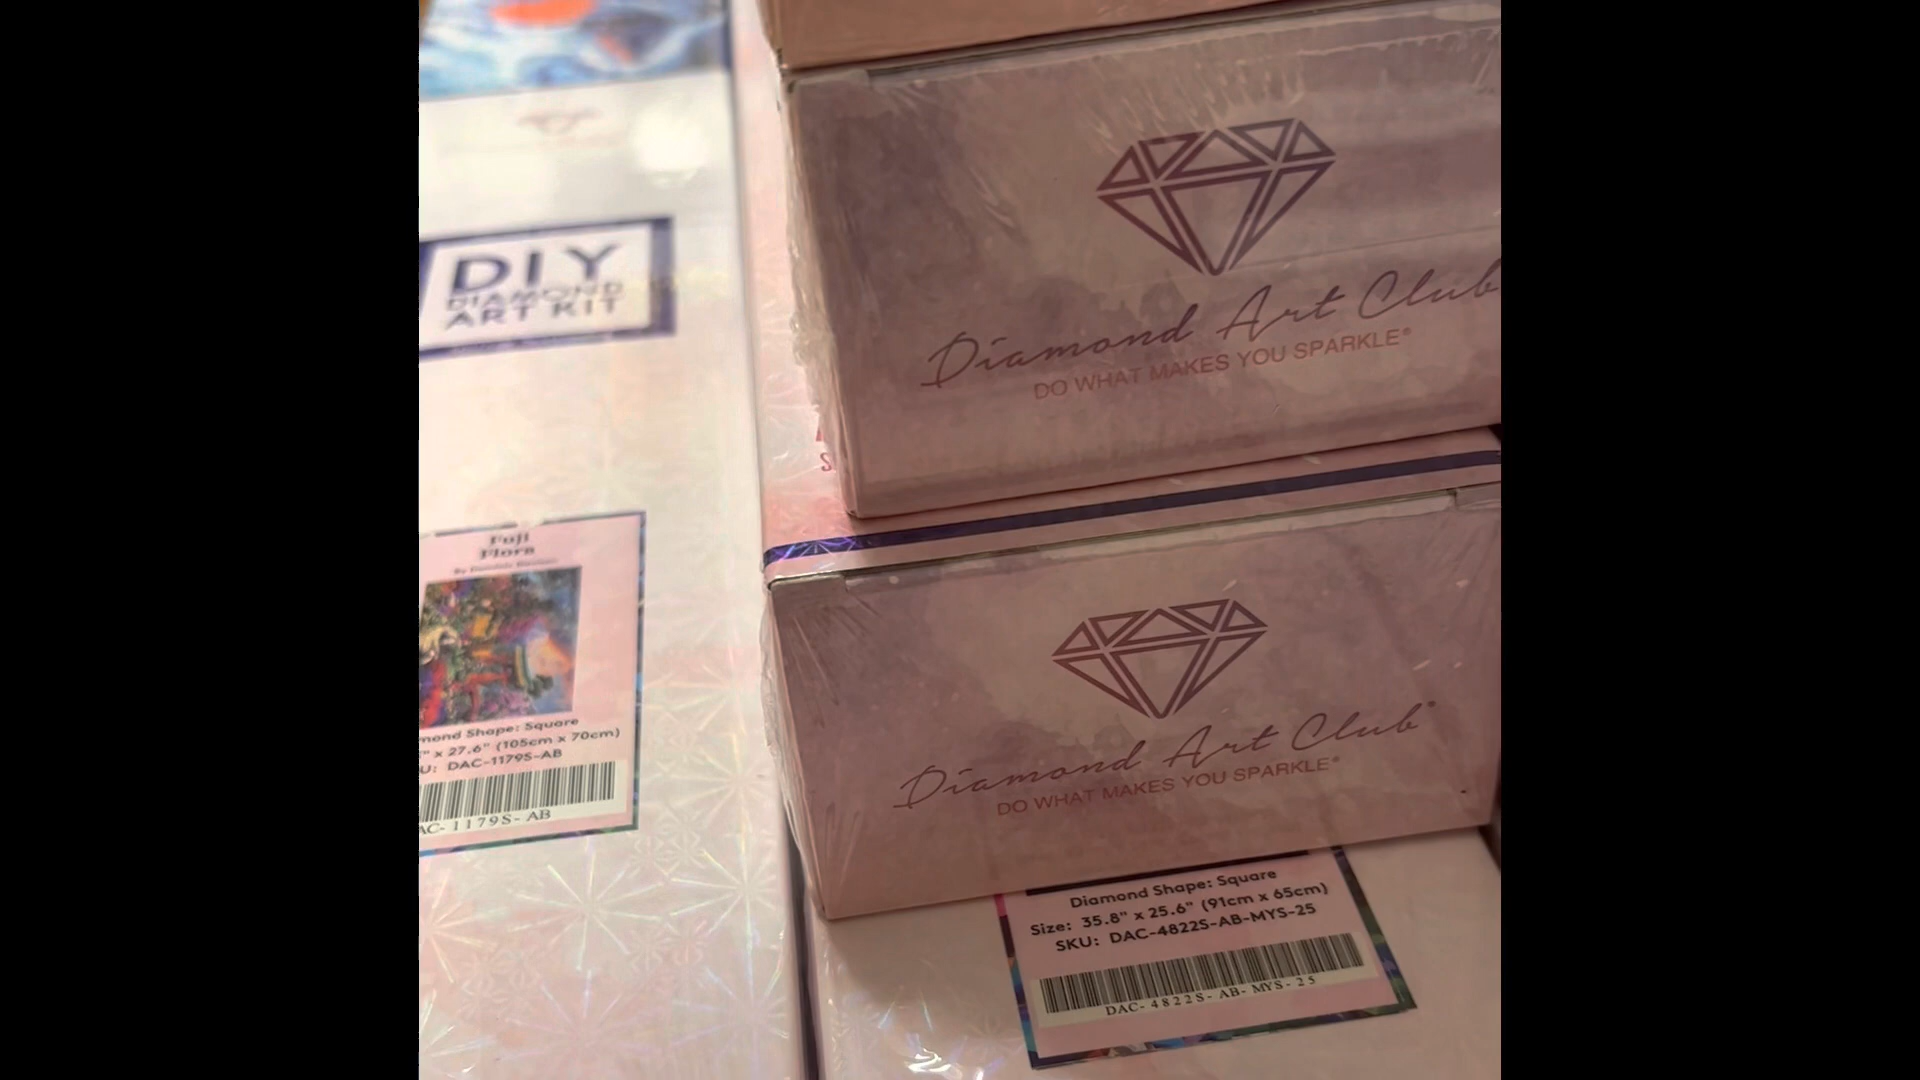 DIY
DIAMOND
ART KIT
Fuji
Flora
Diamond Shape: Square
x 27.6" (105cm x 70cm)
DAC-1179S-AB
AC-1179S-AB
Diamond Art Club
DO WHAT MAKES YOU SPARKLE®
Diamond Art Club®
DO WHAT MAKES YOU SPARKLE®
Diamond Shape: Square
Size: 35.8" x 25.6" (91cm x 65cm)
SKU: DAC-4822S-AB-MYS-25
DAC-4822S-AB-MYS-25